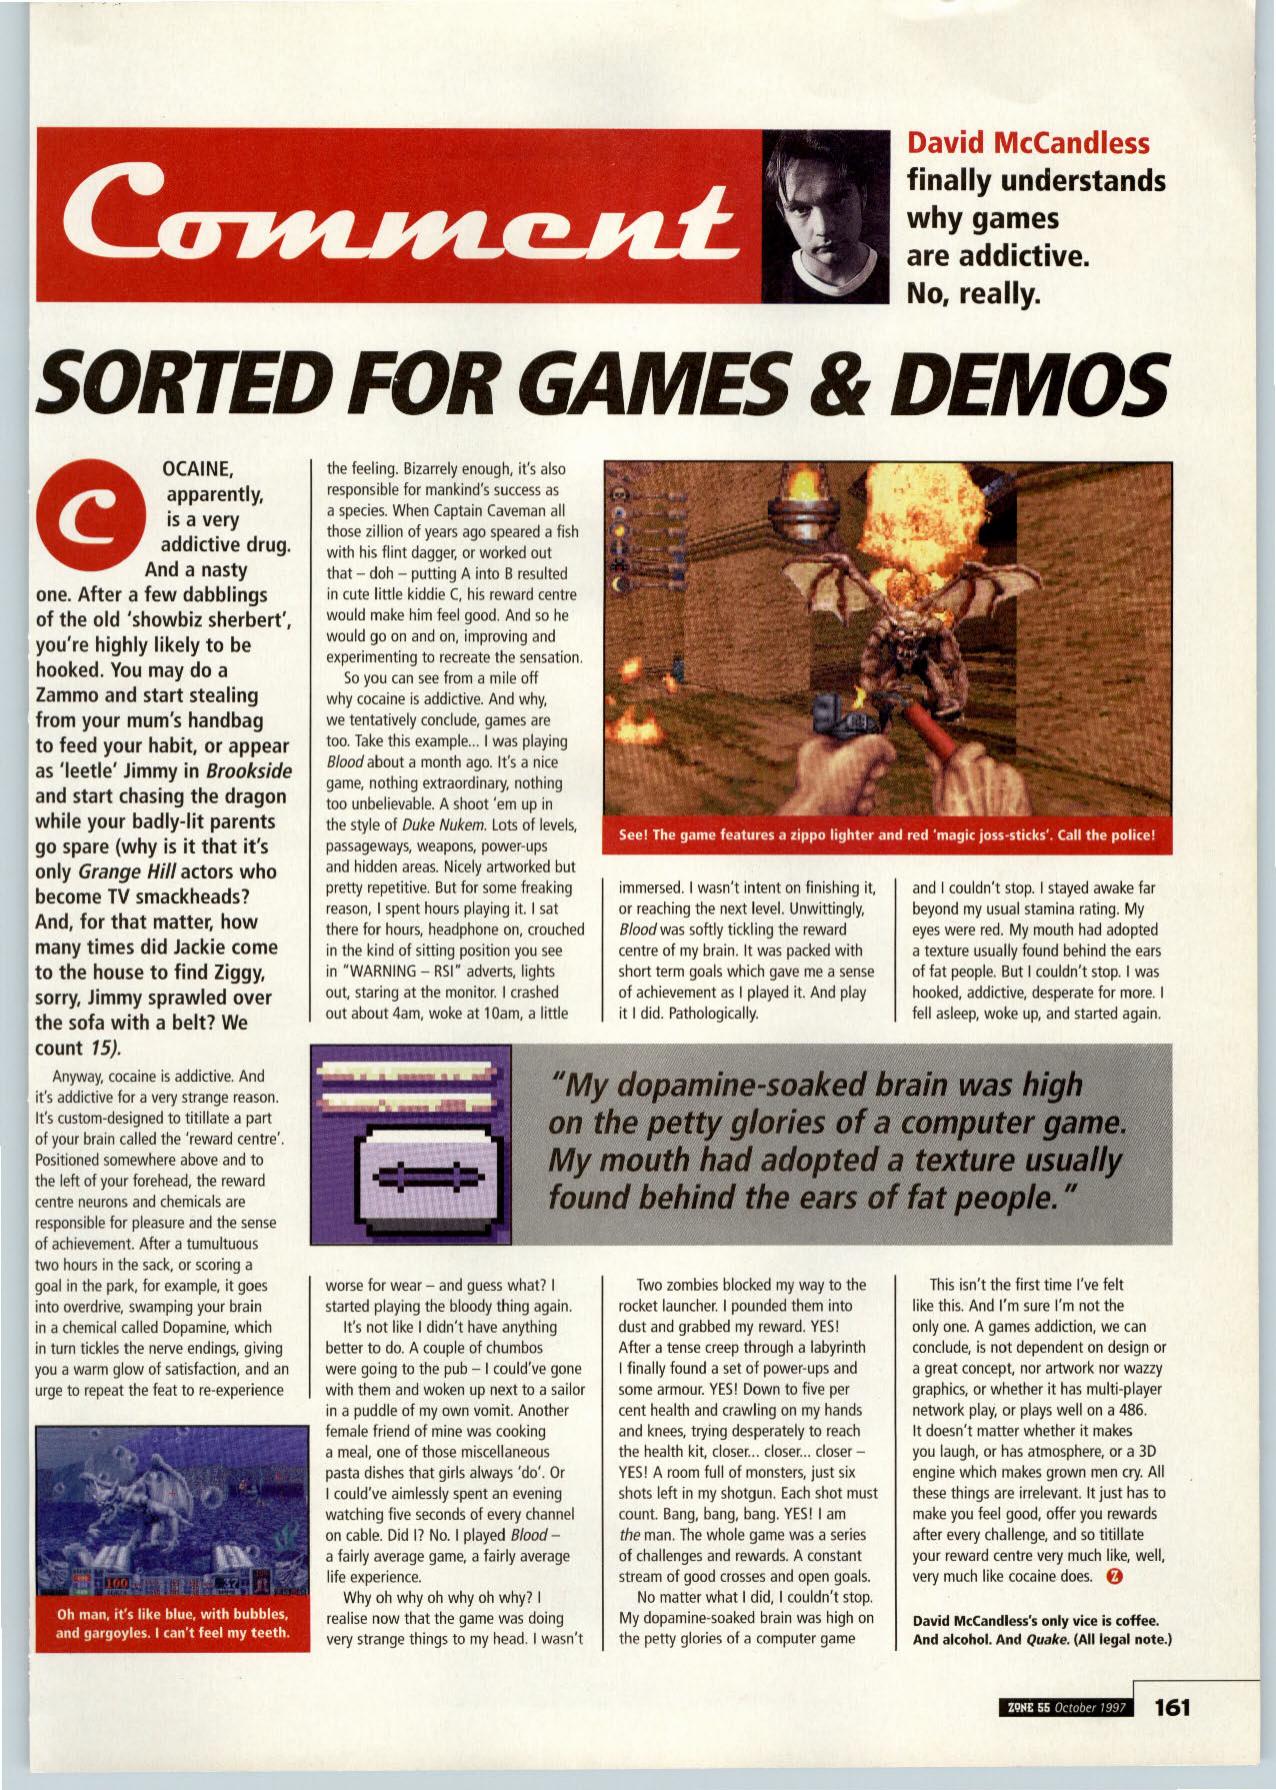 Comment
David McCandless
finally understands
why games
are addictive.
No, really.
SORTED FOR GAMES & DEMOS
COCAINE,
apparently,
is a very
addictive drug.
And a nasty
one. After a few dabblings
of the old ‘showbiz sherbert’,
you're highly likely to be
hooked. You may do a
Zammo and start stealing
from your mum's handbag
to feed your habit, or appear
as ‘leetle’ Jimmy in Brookside
and start chasing the dragon
while your badly-lit parents
go spare (why is it that it's
only Grange Hill actors who
become TV smackheads?
And, for that matter, how
many times did Jackie come
to the house to find Ziggy,
sorry, Jimmy sprawled over
the sofa with a belt? We
count 15).
Anyway, cocaine is addictive. And
it's addictive for a very strange reason.
It's custom-designed to titillate a part
of your brain called the ‘reward centre’.
Positioned somewhere above and to
the left of your forehead, the reward
centre neurons and chemicals are
responsible for pleasure and the sense
of achievement. After a tumultuous
two hours in the sack, or scoring a
goal in the park, for example, it goes
into overdrive, swamping your brain
in a chemical called Dopamine, which
in turn tickles the nerve endings, giving
you a warm glow of satisfaction, and an
urge to repeat the feat to re-experience
the feeling. Bizarrely enough, it's also
responsible for mankind's success as
a species. When Captain Caveman all
those zillion of years ago speared a fish
with his flint dagger, or worked out
that – doh – putting A into B resulted
in cute little kiddie C, his reward centre
would make him feel good. And so he
would go on and on, improving and
experimenting to recreate the sensation.
So you can see from a mile off
why cocaine is addictive. And why,
we tentatively conclude, games are
too. Take this example... I was playing
Blood about a month ago. It's a nice
game, nothing extraordinary, nothing
too unbelievable. A shoot ‘em up in
the style of Duke Nukem. Lots of levels,
passageways, weapons, power-ups
and hidden areas. Nicely artworked but
pretty repetitive. But for some freaking
reason, I spent hours playing it. I sat
there for hours, headphone on, crouched
in the kind of sitting position you see
in "WARNING – RSI" adverts, lights
out, staring at the monitor. I crashed
out about 4am, woke at 10am, a little
worse for wear – and guess what? I
started playing the bloody thing again.
It's not like I didn't have anything
better to do. A couple of chumbos
were going to the pub – I could've gone
with them and woken up next to a sailor
in a puddle of my own vomit. Another
female friend of mine was cooking
a meal, one of those miscellaneous
pasta dishes that girls always ‘do’. Or
I could've aimlessly spent an evening
watching five seconds of every channel
on cable. Did I? No. I played Blood –
a fairly average game, a fairly average
life experience.
Why oh why oh why oh why? I
realise now that the game was doing
very strange things to my head. I wasn't
immersed. I wasn't intent on finishing it,
or reaching the next level. Unwittingly,
Blood was softly tickling the reward
centre of my brain. It was packed with
short term goals which gave me a sense
of achievement as I played it. And play
it I did. Pathologically.
Two zombies blocked my way to the
rocket launcher. I pounded them into
dust and grabbed my reward. YES!
After a tense creep through a labyrinth
I finally found a set of power-ups and
some armour. YES! Down to five per
cent health and crawling on my hands
and knees, trying desperately to reach
the health kit, closer... closer... closer –
YES! A room full of monsters, just six
shots left in my shotgun. Each shot must
count. Bang, bang, bang. YES! I am
the man. The whole game was a series
of challenges and rewards. A constant
stream of good crosses and open goals.
No matter what I did, I couldn't stop.
My dopamine-soaked brain was high on
the petty glories of a computer game
and I couldn't stop. I stayed awake far
beyond my usual stamina rating. My
eyes were red. My mouth had adopted
a texture usually found behind the ears
of fat people. But I couldn't stop. I was
hooked, addictive, desperate for more. I
fell asleep, woke up, and started again.
This isn't the first time I've felt
like this. And I'm sure I'm not the
only one. A games addiction, we can
conclude, is not dependent on design or
a great concept, nor artwork nor wazzy
graphics, or whether it has multi-player
network play, or plays well on a 486.
It doesn't matter whether it makes
you laugh, or has atmosphere, or a 3D
engine which makes grown men cry. All
these things are irrelevant. It just has to
make you feel good, offer you rewards
after every challenge, and so titillate
your reward centre very much like, well,
very much like cocaine does. Z
David McCandless's only vice is coffee.
And alcohol. And Quake. (All legal note.)
See! The game features a zippo lighter and red ‘magic joss-sticks’. Call the police!
"My dopamine-soaked brain was high
on the petty glories of a computer game.
My mouth had adopted a texture usually
found behind the ears of fat people."
100
37
Oh man, it's like blue, with bubbles,
and gargoyles. I can't feel my teeth.
ZONE 55 October 1997
161